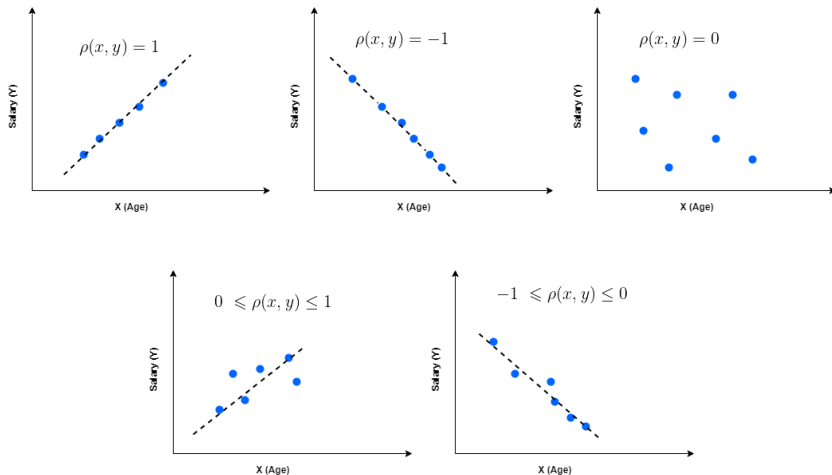 ρ(x, y) = 1
Salary (Y)
X (Age)
ρ(x, y) = −1
Salary (Y)
X (Age)
ρ(x, y) = 0
Salary (Y)
X (Age)
0 ⩽ ρ(x, y) ≤ 1
Salary (Y)
X (Age)
−1 ⩽ ρ(x, y) ≤ 0
Salary (Y)
X (Age)